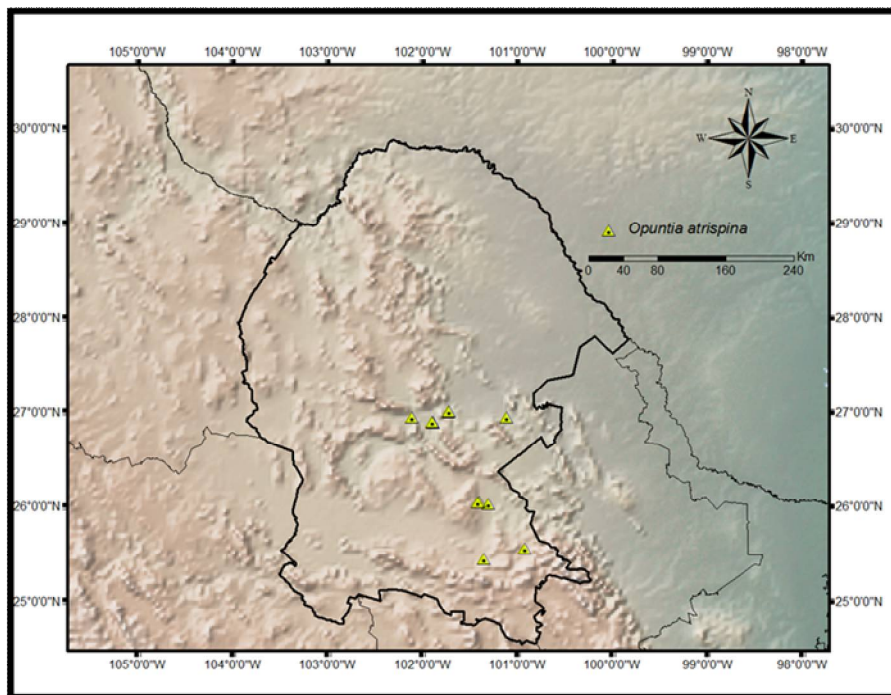 105°0'0"W 104°0'0"W 103°0'0"W 102°0'0"W 101°0'0"W 100°0'0"W 99°0'0"W 98°0'0"W
N
30°0'0"N 30°0'0"N
W E
S
29°0'0"N 29°0'0"N
Opuntia atrispina
Km
0 20 40 80 160 240
28°0'0"N 28°0'0"N
27°0'0"N 27°0'0"N
26°0'0"N 26°0'0"N
25°0'0"N 25°0'0"N
105°0'0"W 104°0'0"W 103°0'0"W 102°0'0"W 101°0'0"W 100°0'0"W 99°0'0"W 98°0'0"W